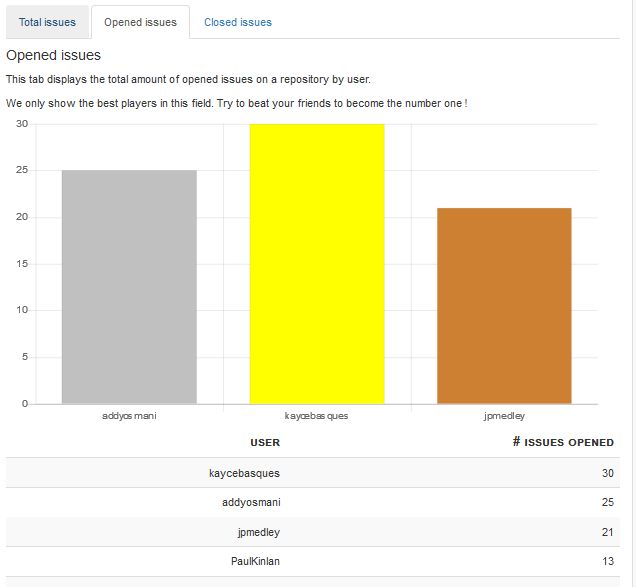 Total issues Opened issues Closed issues
Opened issues
This tab displays the total amount of opened issues on a repository by user.
We only show the best players in this field. Try to beat your friends to become the number one !
30
25
20
15
10
5
0
addyosmani kaycebasques jpmedley
USER # ISSUES OPENED
kaycebasques 30
addyosmani 25
jpmedley 21
PaulKinlan 13